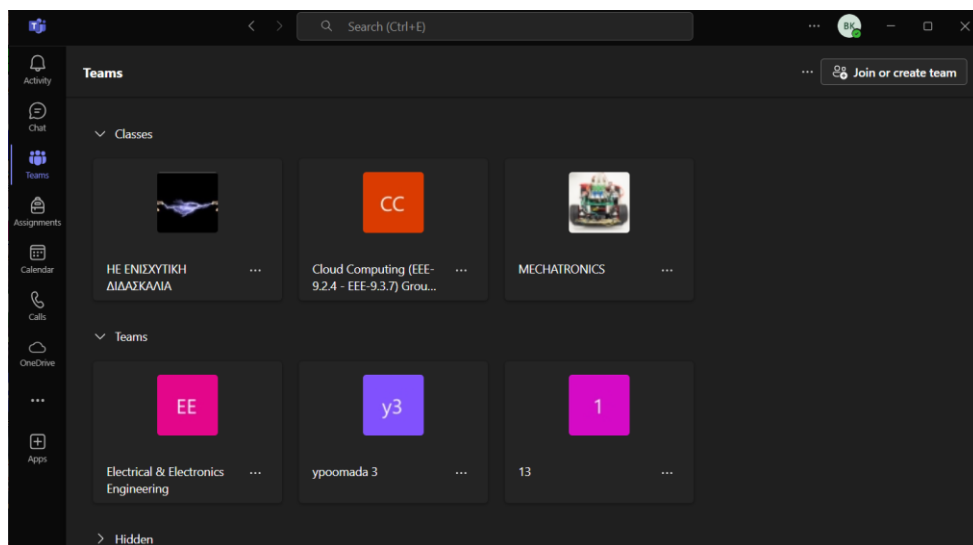 Search (Ctrl+E)
BK
Activity
Chat
Teams
Assignments
Calendar
Calls
OneDrive
Apps
Teams
Join or create team
Classes
ΗΕ ΕΝΙΣΧΥΤΙΚΗ
ΔΙΔΑΣΚΑΛΙΑ
CC
Cloud Computing (EEE-
9.2.4 - EEE-9.3.7) Grou...
MECHATRONICS
Teams
EE
Electrical & Electronics
Engineering
y3
ypoomada 3
1
13
Hidden